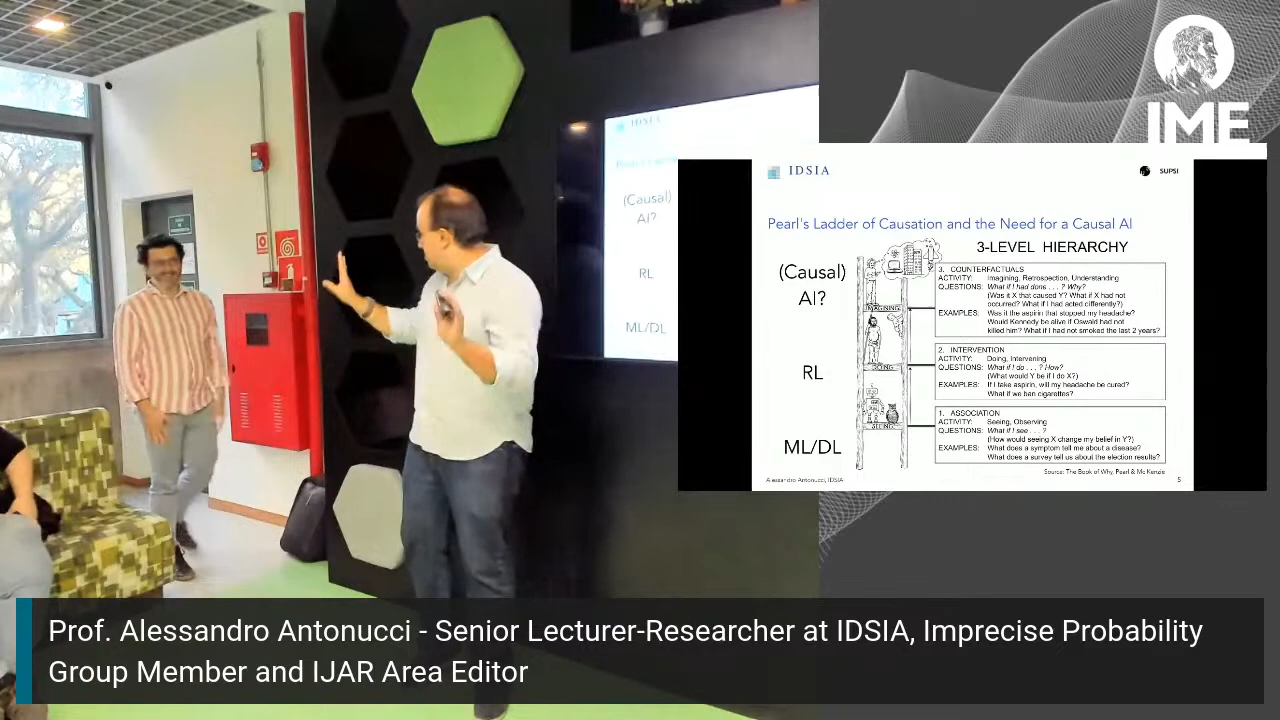 IME
(Causal)
AI?
RL
ML/DL
IDSIA
SUPSI
Pearl's Ladder of Causation and the Need for a Causal AI
3-LEVEL HIERARCHY
(Causal)
AI?
RL
ML/DL
IMAGINING
DOING
SEEING
3. COUNTERFACTUALS
ACTIVITY: Imagining, Retrospection, Understanding
QUESTIONS: What if I had done . . . ? Why?
(Was it X that caused Y? What if X had not
occurred? What if I had acted differently?)
EXAMPLES: Was it the aspirin that stopped my headache?
Would Kennedy be alive if Oswald had not
killed him? What if I had not smoked the last 2 years?
2. INTERVENTION
ACTIVITY: Doing, Intervening
QUESTIONS: What if I do . . . ? How?
(What would Y be if I do X?)
EXAMPLES: If I take aspirin, will my headache be cured?
What if we ban cigarettes?
1. ASSOCIATION
ACTIVITY: Seeing, Observing
QUESTIONS: What if I see . . . ?
(How would seeing X change my belief in Y?)
EXAMPLES: What does a symptom tell me about a disease?
What does a survey tell us about the election results?
Source: The Book of Why, Pearl & Mc Kenzie
Alessandro Antonucci, IDSIA
5
Prof. Alessandro Antonucci - Senior Lecturer-Researcher at IDSIA, Imprecise Probability
Group Member and IJAR Area Editor